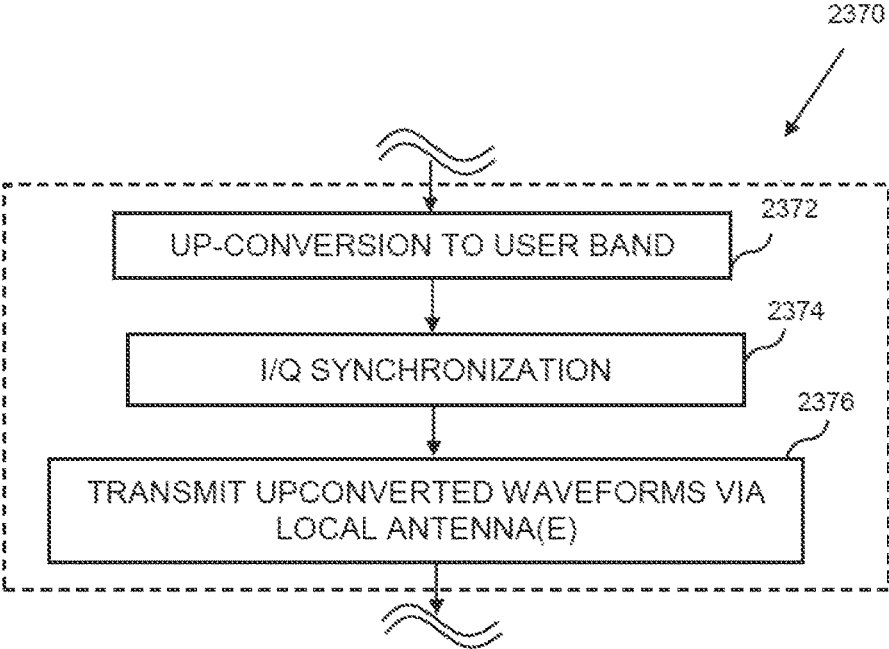 2370
UP-CONVERSION TO USER BAND
2372
I/Q SYNCHRONIZATION
2374
2376
TRANSMIT UPCONVERTED WAVEFORMS VIA
LOCAL ANTENNA(E)